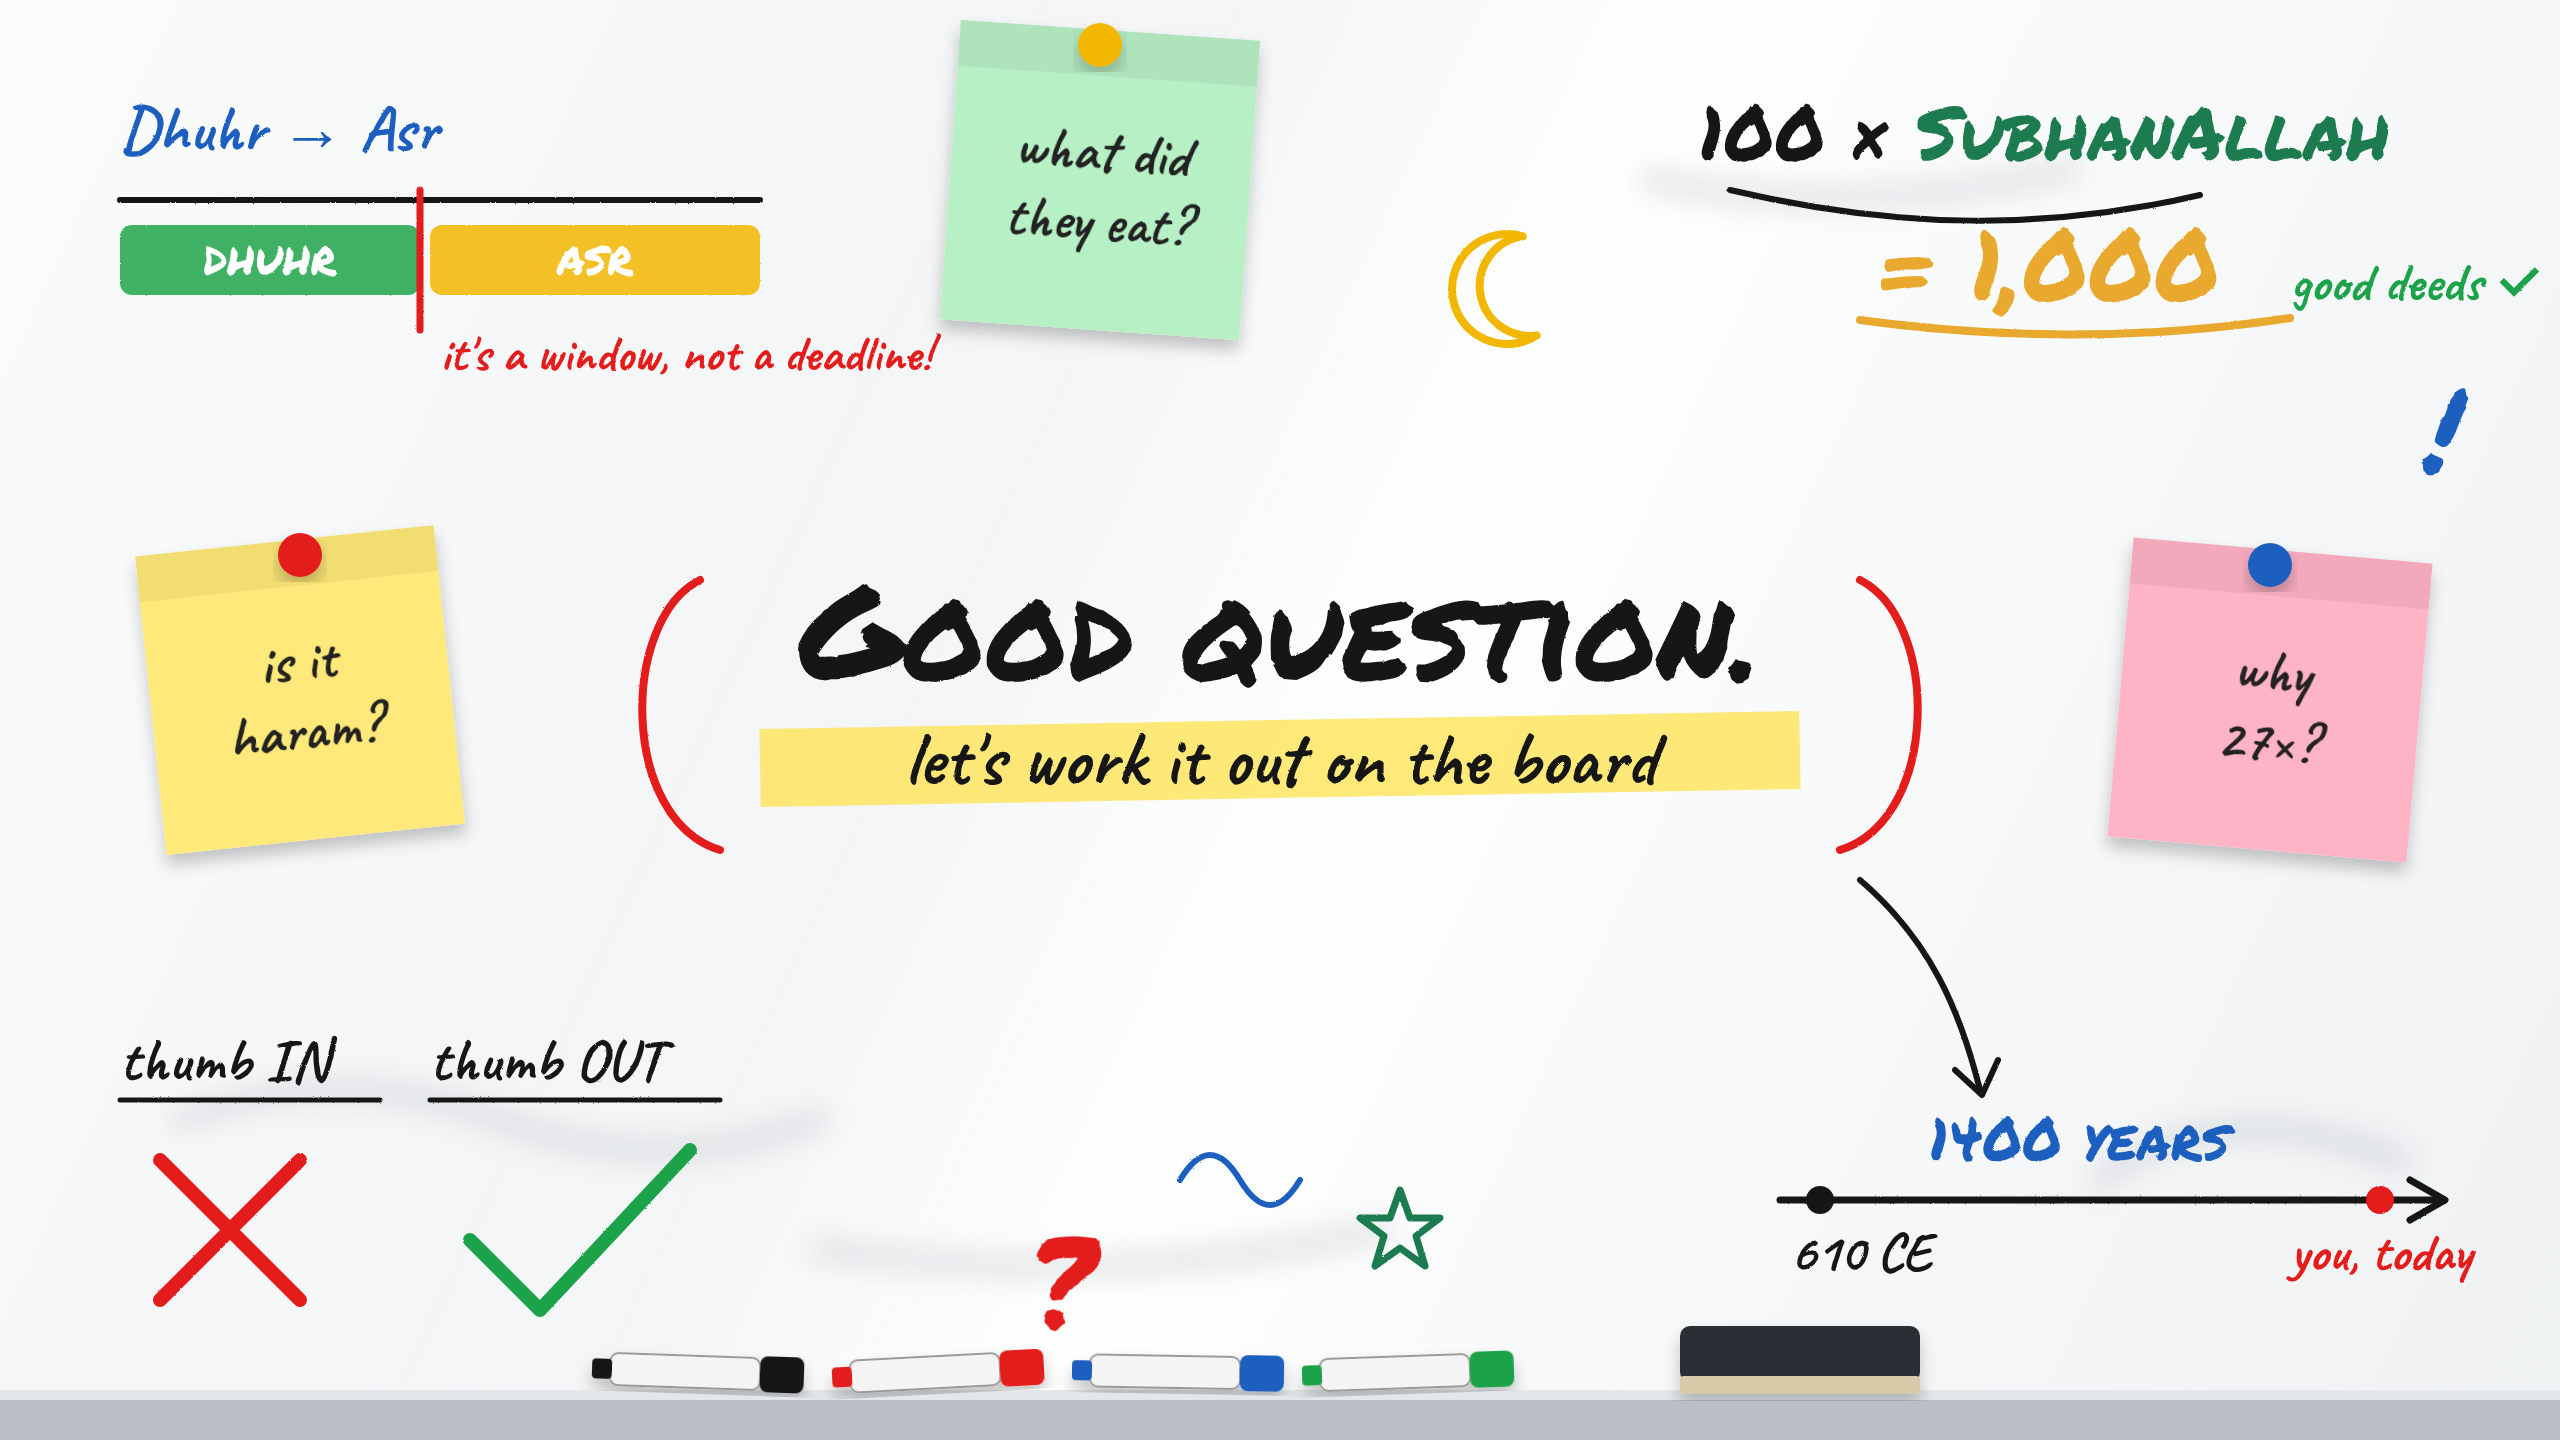 Dhuhr → Asr
DHUHR
ASR
it's a window, not a deadline!
what did
they eat?
100 x SUBHANALLAH
= 1,000
good deeds ✓
!
is it
haram?
GOOD QUESTION.
let's work it out on the board
why
27x?
thumb IN
thumb OUT
?
1400 YEARS
610 CE
you, today